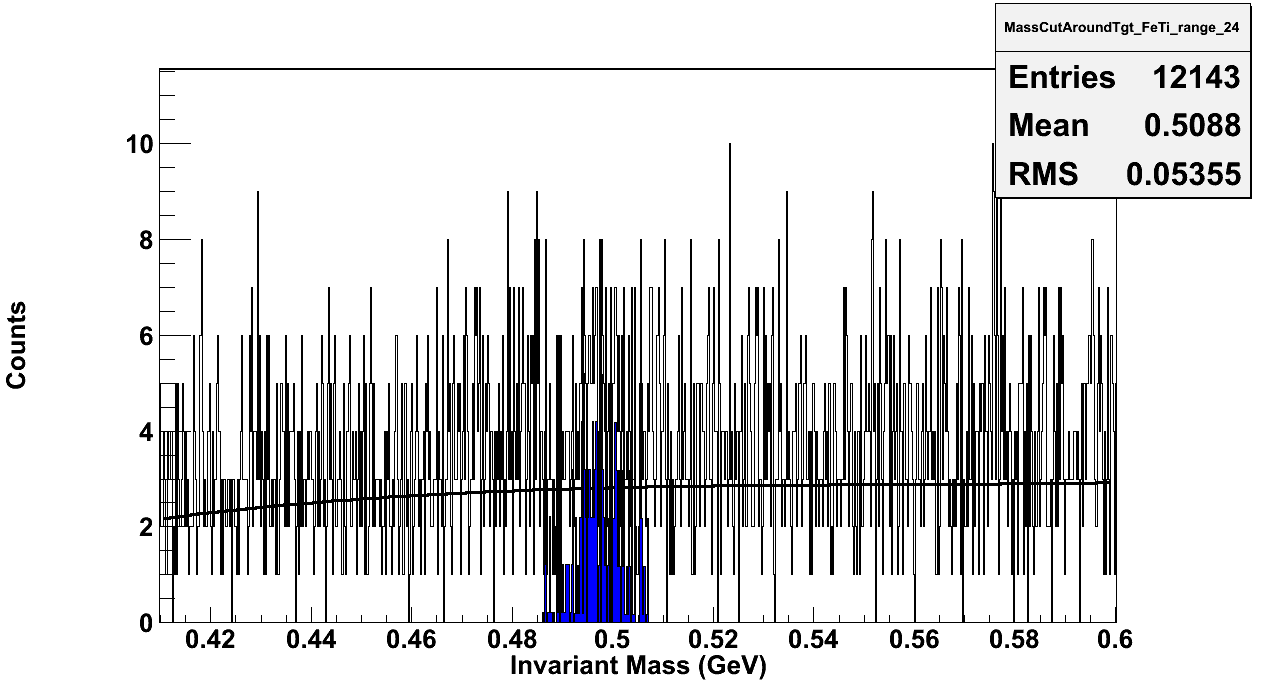 MassCutAroundTgt_FeTi_range_24
Entries 12143
Mean 0.5088
RMS 0.05355
Counts
10
8
6
4
2
0
0.42 0.44 0.46 0.48 0.5 0.52 0.54 0.56 0.58 0.6
Invariant Mass (GeV)